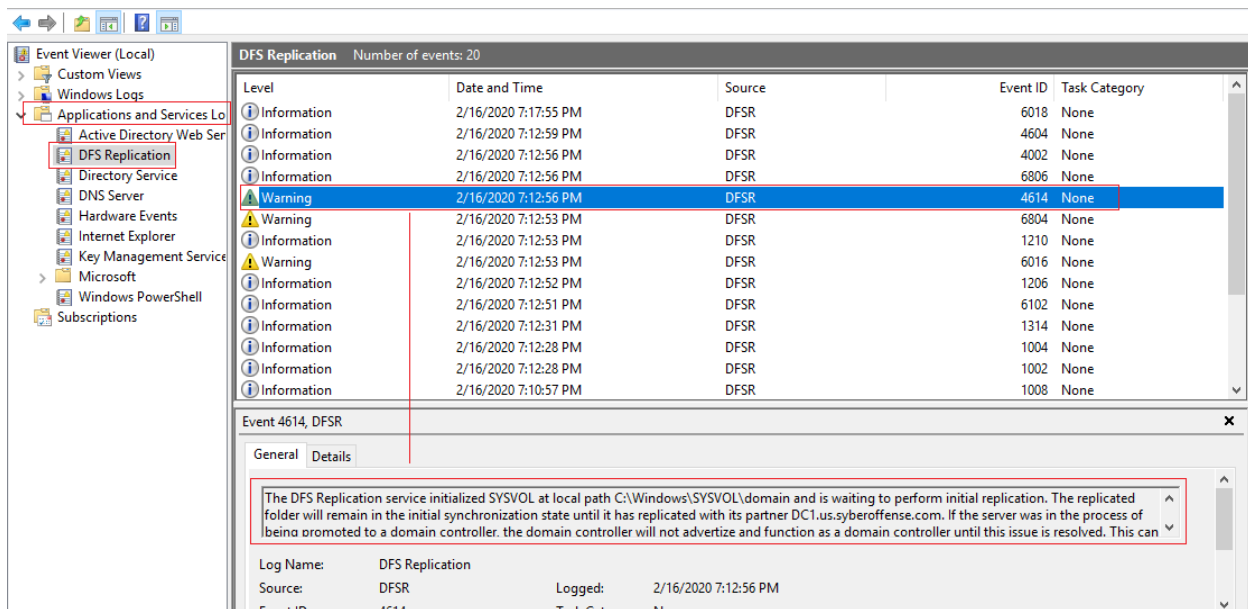 Event Viewer (Local)
Custom Views
Windows Logs
Applications and Services Lo
Active Directory Web Ser
DFS Replication
Directory Service
DNS Server
Hardware Events
Internet Explorer
Key Management Service
Microsoft
Windows PowerShell
Subscriptions
DFS Replication Number of events: 20
Level Date and Time Source Event ID Task Category
Information 2/16/2020 7:17:55 PM DFSR 6018 None
Information 2/16/2020 7:12:59 PM DFSR 4604 None
Information 2/16/2020 7:12:56 PM DFSR 4002 None
Information 2/16/2020 7:12:56 PM DFSR 6806 None
Warning 2/16/2020 7:12:56 PM DFSR 4614 None
Warning 2/16/2020 7:12:53 PM DFSR 6804 None
Information 2/16/2020 7:12:53 PM DFSR 1210 None
Warning 2/16/2020 7:12:53 PM DFSR 6016 None
Information 2/16/2020 7:12:52 PM DFSR 1206 None
Information 2/16/2020 7:12:51 PM DFSR 6102 None
Information 2/16/2020 7:12:31 PM DFSR 1314 None
Information 2/16/2020 7:12:28 PM DFSR 1004 None
Information 2/16/2020 7:12:28 PM DFSR 1002 None
Information 2/16/2020 7:10:57 PM DFSR 1008 None
Event 4614, DFSR
General Details
The DFS Replication service initialized SYSVOL at local path C:\Windows\SYSVOL\domain and is waiting to perform initial replication. The replicated
folder will remain in the initial synchronization state until it has replicated with its partner DC1.us.syberoffense.com. If the server was in the process of
being promoted to a domain controller, the domain controller will not advertize and function as a domain controller until this issue is resolved. This can
Log Name: DFS Replication
Source: DFSR Logged: 2/16/2020 7:12:56 PM